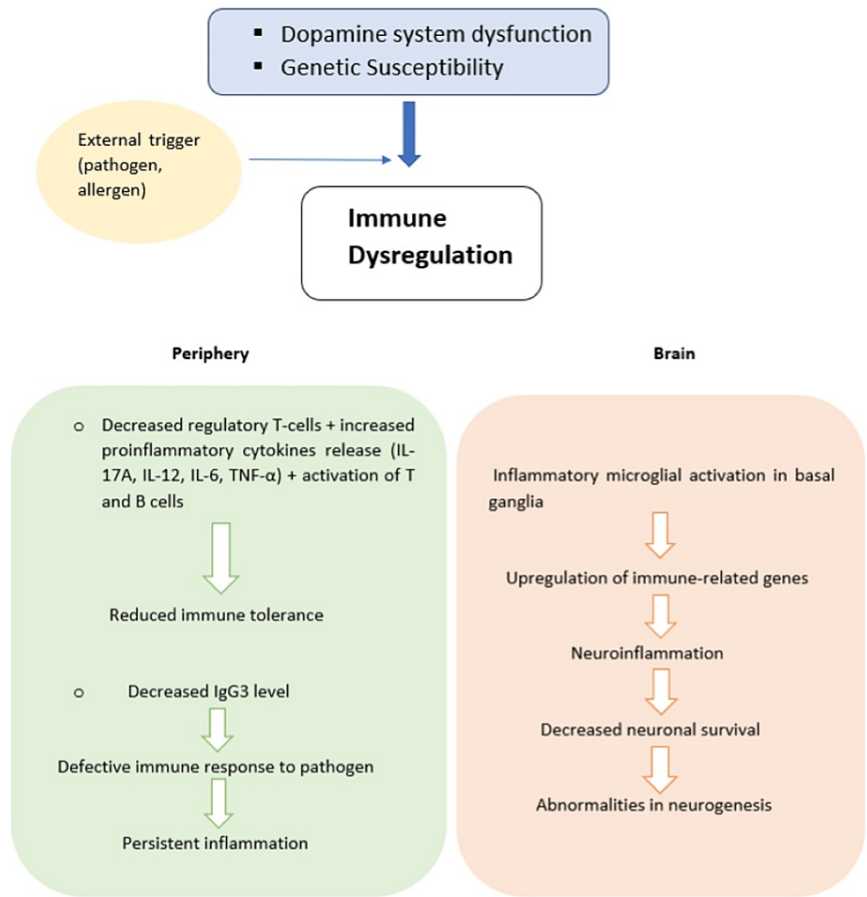 ▪ Dopamine system dysfunction
▪ Genetic Susceptibility
External trigger
(pathogen,
allergen)
Immune
Dysregulation
Periphery
o Decreased regulatory T-cells + increased
proinflammatory cytokines release (IL-
17A, IL-12, IL-6, TNF-α) + activation of T
and B cells
Reduced immune tolerance
o Decreased IgG3 level
Defective immune response to pathogen
Persistent inflammation
Brain
Inflammatory microglial activation in basal
ganglia
Upregulation of immune-related genes
Neuroinflammation
Decreased neuronal survival
Abnormalities in neurogenesis